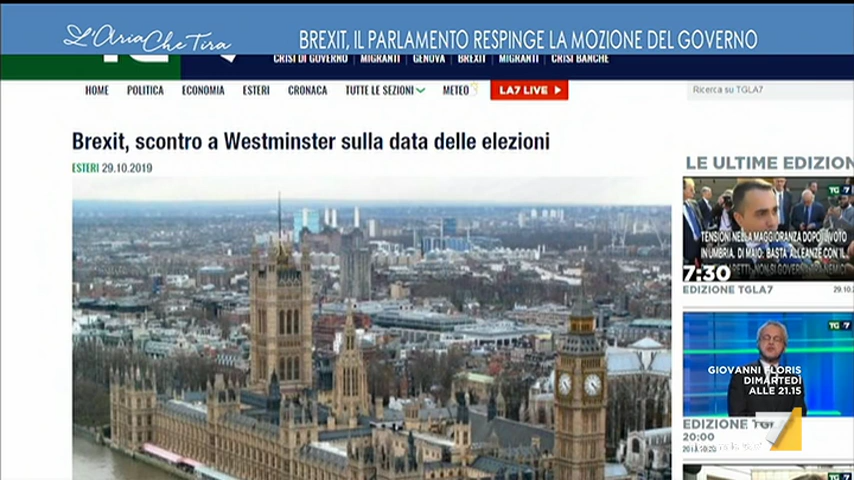 L'Aria Che Tira
BREXIT, IL PARLAMENTO RESPINGE LA MOZIONE DEL GOVERNO
CRISI DI GOVERNO | MIGRANTI | GENOVA | BREXIT | MIGRANTI | CRISI BANCHE
HOME POLITICA ECONOMIA ESTERI CRONACA TUTTE LE SEZIONI METEO LA7 LIVE
Ricerca su TGLA7
Brexit, scontro a Westminster sulla data delle elezioni
ESTERI 29.10.2019
LE ULTIME EDIZION
TENSIONI NELLA MAGGIORANZA DOPO IL VOTO
IN UMBRIA, DI MAIO: BASTA ALLEANZE CON IL
7:30
EDIZIONE TGLA7
29.10
GIOVANNI FLORIS
DIMARTEDÌ
ALLE 21.15
EDIZIONE
20:00